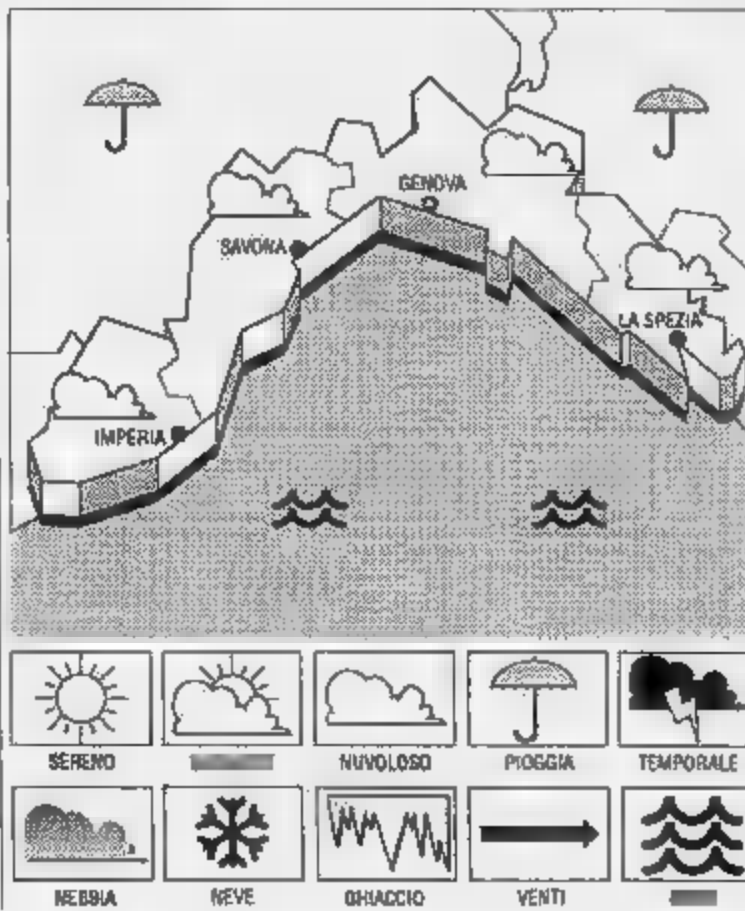 GENOVA
SAVONA
LA SPEZIA
IMPERIA
SERENO
NUVOLOSO
PIOGGIA
TEMPORALE
NEBBIA
NEVE
GHIACCIO
VENTI